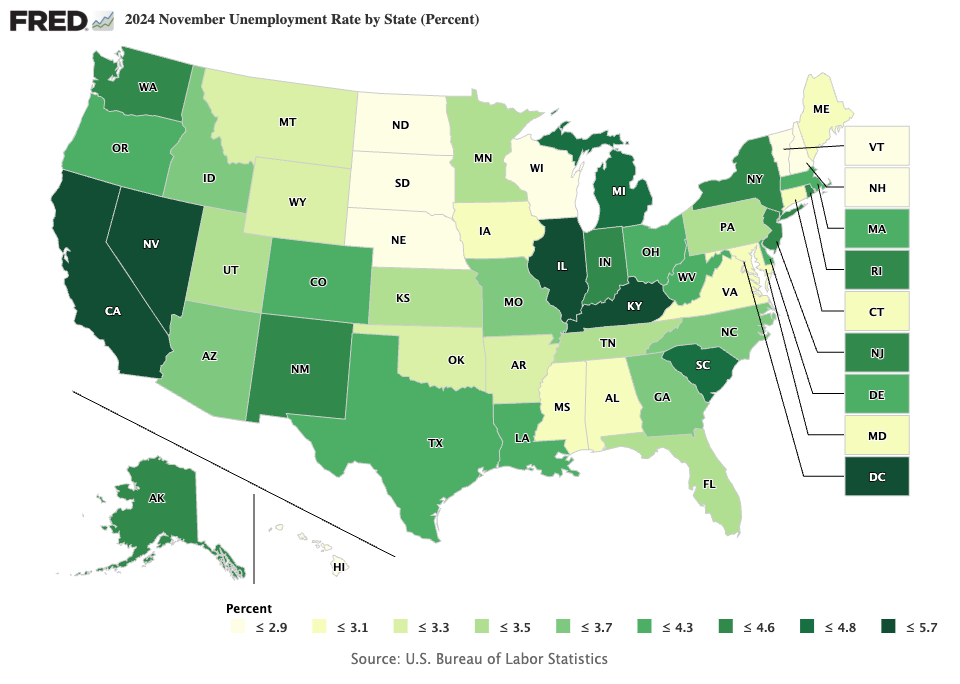 FRED 2024 November Unemployment Rate by State (Percent)
WA
ME
MT
ND
VT
OR
MN
WI
NY
ID
SD
MI
NH
WY
PA
MA
IA
NE
NV
OH
UT
IL
IN
RI
CO
WV
VA
KS
MO
KY
CT
CA
NC
TN
AZ
OK
NJ
NM
AR
SC
DE
MS
AL
GA
TX
LA
MD
FL
DC
AK
HI
Percent
≤ 2.9 ≤ 3.1 ≤ 3.3 ≤ 3.5 ≤ 3.7 ≤ 4.3 ≤ 4.6 ≤ 4.8 ≤ 5.7
Source: U.S. Bureau of Labor Statistics